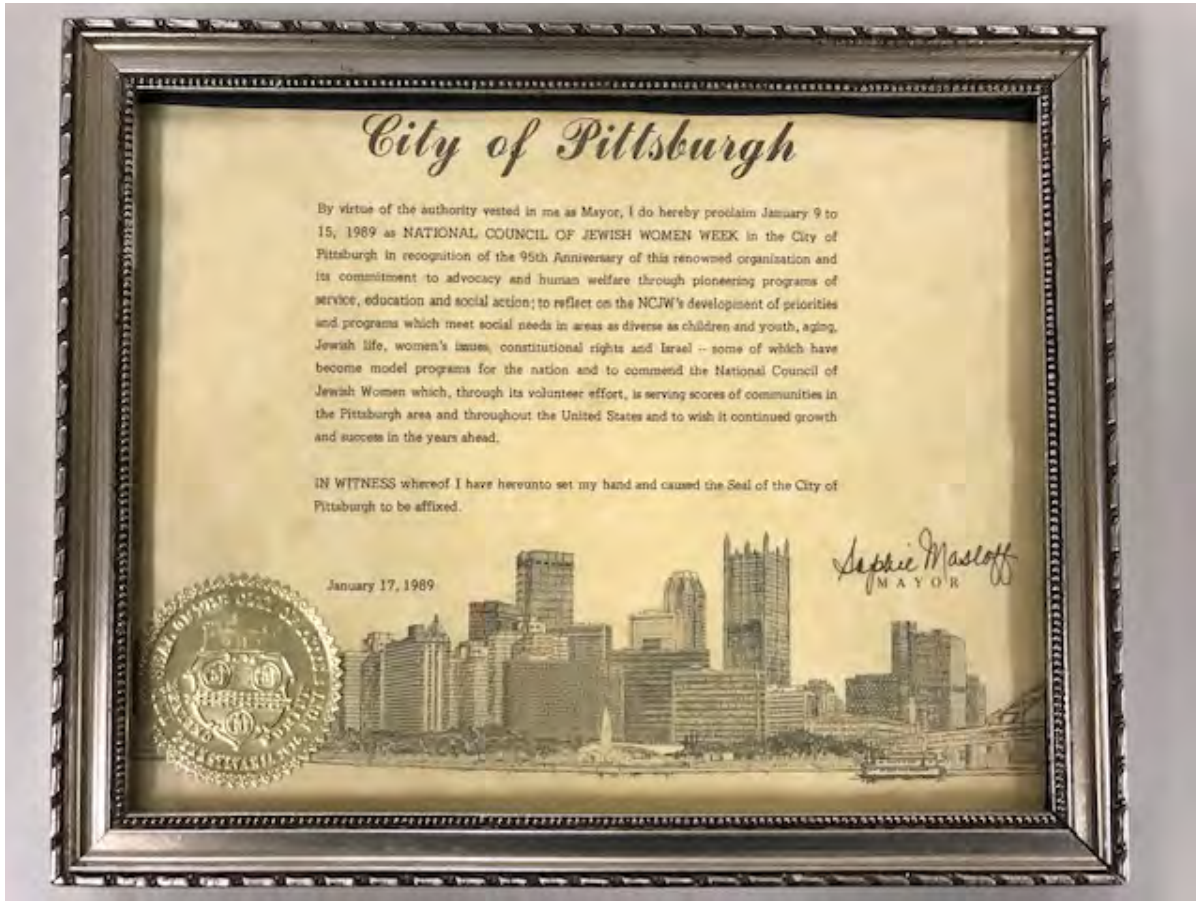 City of Pittsburgh
By virtue of the authority vested in me as Mayor, I do hereby proclaim January 9 to
15, 1989 as NATIONAL COUNCIL OF JEWISH WOMEN WEEK in the City of
Pittsburgh in recognition of the 95th Anniversary of this renowned organization and
its commitment to advocacy and human welfare through pioneering programs of
service, education and social action; to reflect on the NCJW's development of priorities
and programs which meet social needs in areas as diverse as children and youth, aging,
Jewish life, women's issues, constitutional rights and Israel -- some of which have
become model programs for the nation and to commend the National Council of
Jewish Women which, through its volunteer effort, is serving scores of communities in
the Pittsburgh area and throughout the United States and to wish it continued growth
and success in the years ahead.
IN WITNESS whereof I have hereunto set my hand and caused the Seal of the City of
Pittsburgh to be affixed.
Sophie Masloff
MAYOR
January 17, 1989
SEAL OF THE CITY OF
PENNSYLVANIA